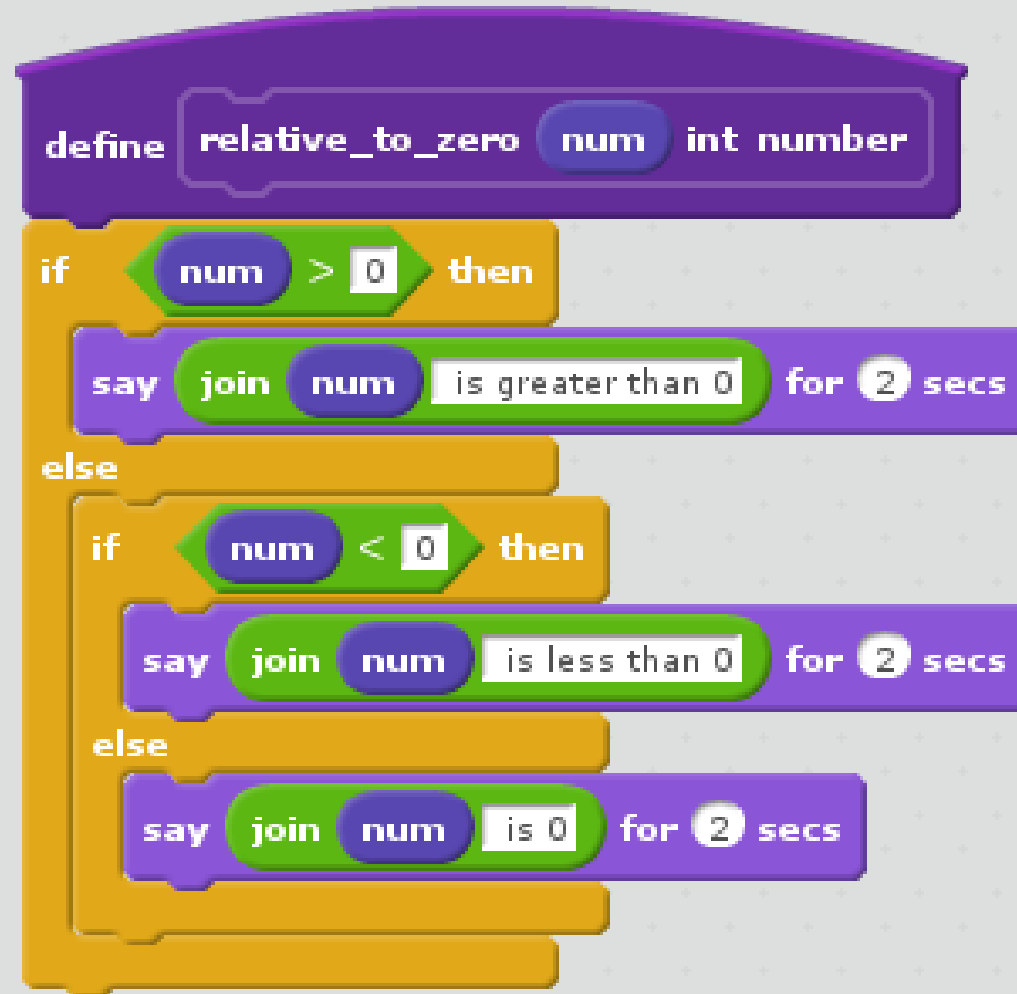 define relative_to_zero num int number
if num > 0 then
say join num is greater than 0 for 2 secs
else
if num < 0 then
say join num is less than 0 for 2 secs
else
say join num is 0 for 2 secs